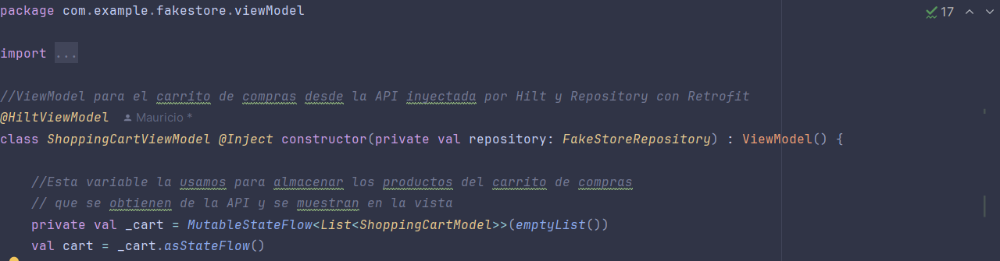 package com.example.fakestore.viewModel
17
import ...
//ViewModel para el carrito de compras desde la API inyectada por Hilt y Repository con Retrofit
@HiltViewModel Mauricio *
class ShoppingCartViewModel @Inject constructor(private val repository: FakeStoreRepository) : ViewModel() {
//Esta variable la usamos para almacenar los productos del carrito de compras
// que se obtienen de la API y se muestran en la vista
private val _cart = MutableStateFlow<List<ShoppingCartModel>>(emptyList())
val cart = _cart.asStateFlow()